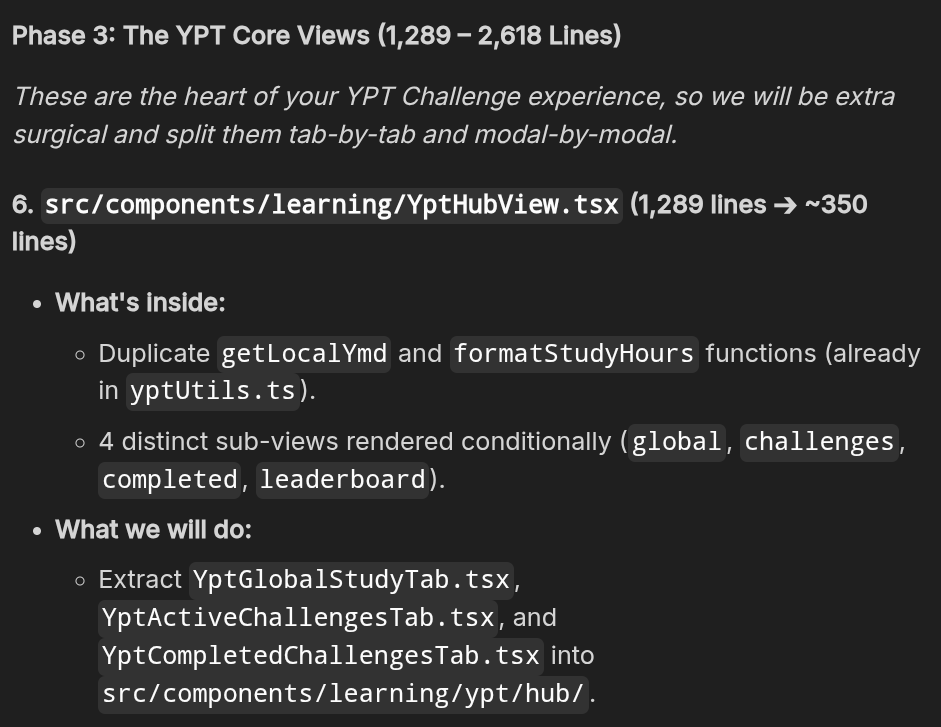 Phase 3: The YPT Core Views (1,289 – 2,618 Lines)
These are the heart of your YPT Challenge experience, so we will be extra
surgical and split them tab-by-tab and modal-by-modal.
6. src/components/learning/YptHubView.tsx (1,289 lines → ~350
lines)
• What's inside:
◦ Duplicate getLocalYmd and formatStudyHours functions (already
in yptUtils.ts).
◦ 4 distinct sub-views rendered conditionally (global, challenges,
completed, leaderboard).
• What we will do:
◦ Extract YptGlobalStudyTab.tsx,
YptActiveChallengesTab.tsx, and
YptCompletedChallengesTab.tsx into
src/components/learning/ypt/hub/.